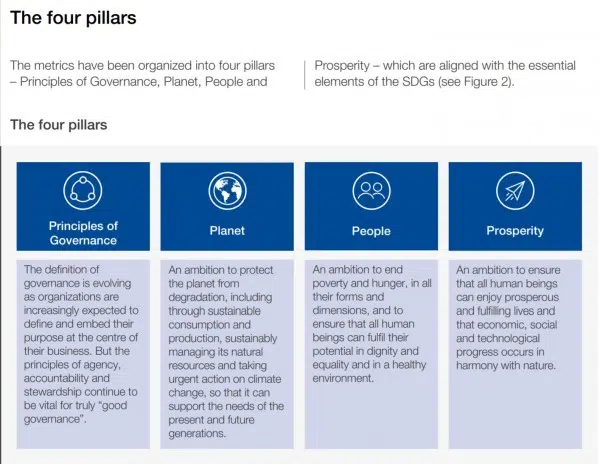 The four pillars
The metrics have been organized into four pillars
– Principles of Governance, Planet, People and
Prosperity – which are aligned with the essential
elements of the SDGs (see Figure 2).
The four pillars
Principles of
Governance
The definition of
governance is evolving
as organizations are
increasingly expected to
define and embed their
purpose at the centre of
their business. But the
principles of agency,
accountability and
stewardship continue to
be vital for truly “good
governance”.
Planet
An ambition to protect
the planet from
degradation, including
through sustainable
consumption and
production, sustainably
managing its natural
resources and taking
urgent action on climate
change, so that it can
support the needs of the
present and future
generations.
People
An ambition to end
poverty and hunger, in all
their forms and
dimensions, and to
ensure that all human
beings can fulfil their
potential in dignity and
equality and in a healthy
environment.
Prosperity
An ambition to ensure
that all human beings
can enjoy prosperous
and fulfilling lives and
that economic, social
and technological
progress occurs in
harmony with nature.